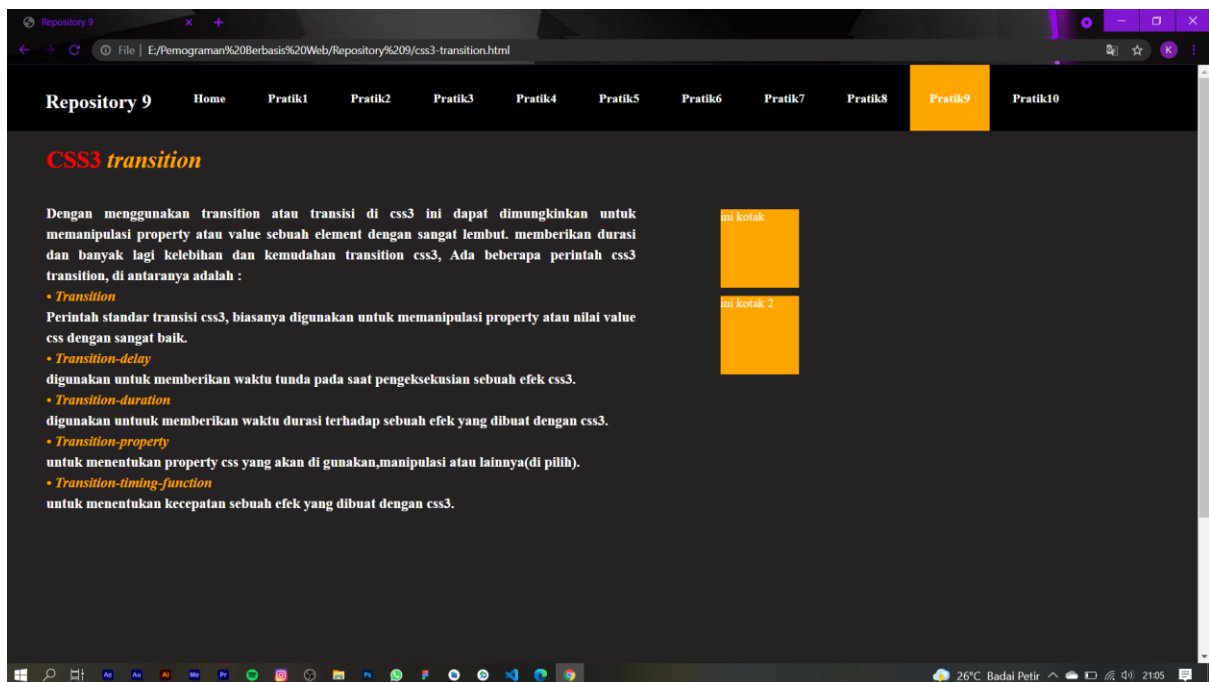 Repository 9
File | E:/Pemograman%20Berbasis%20Web/Repository%209/css3-transition.html
K
Repository 9 Home Pratik1 Pratik2 Pratik3 Pratik4 Pratik5 Pratik6 Pratik7 Pratik8 Pratik9 Pratik10
CSS3 transition
Dengan menggunakan transition atau transisi di css3 ini dapat dimungkinkan untuk
memanipulasi property atau value sebuah element dengan sangat lembut. memberikan durasi
dan banyak lagi kelebihan dan kemudahan transition css3, Ada beberapa perintah css3
transition, di antaranya adalah :
• Transition
Perintah standar transisi css3, biasanya digunakan untuk memanipulasi property atau nilai value
css dengan sangat baik.
• Transition-delay
digunakan untuk memberikan waktu tunda pada saat pengeksekusian sebuah efek css3.
• Transition-duration
digunakan untuuk memberikan waktu durasi terhadap sebuah efek yang dibuat dengan css3.
• Transition-property
untuk menentukan property css yang akan di gunakan,manipulasi atau lainnya(di pilih).
• Transition-timing-function
untuk menentukan kecepatan sebuah efek yang dibuat dengan css3.
ini kotak
ini kotak 2
Ae Au Ai Me Pr Ps
26°C Badai Petir 21:05